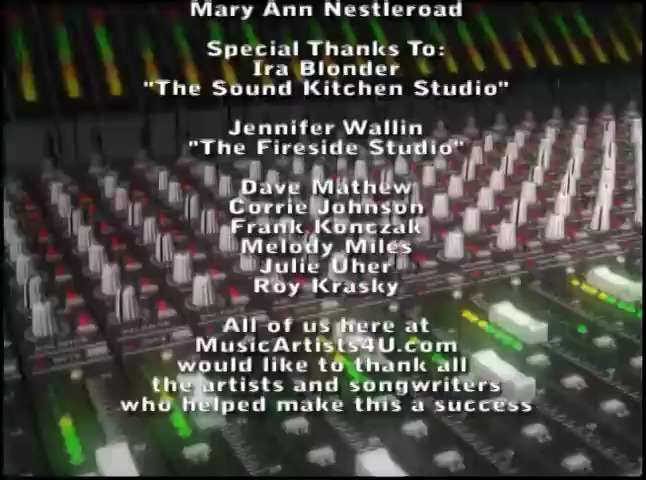 Mary Ann Nestleroad
Special Thanks To:
Ira Blonder
"The Sound Kitchen Studio"
Jennifer Wallin
"The Fireside Studio"
Dave Mathew
Corrie Johnson
Frank Konczak
Melody Miles
Julie Uher
Roy Krasky
All of us here at
MusicArtists4U.com
would like to thank all
the artists and songwriters
who helped make this a success